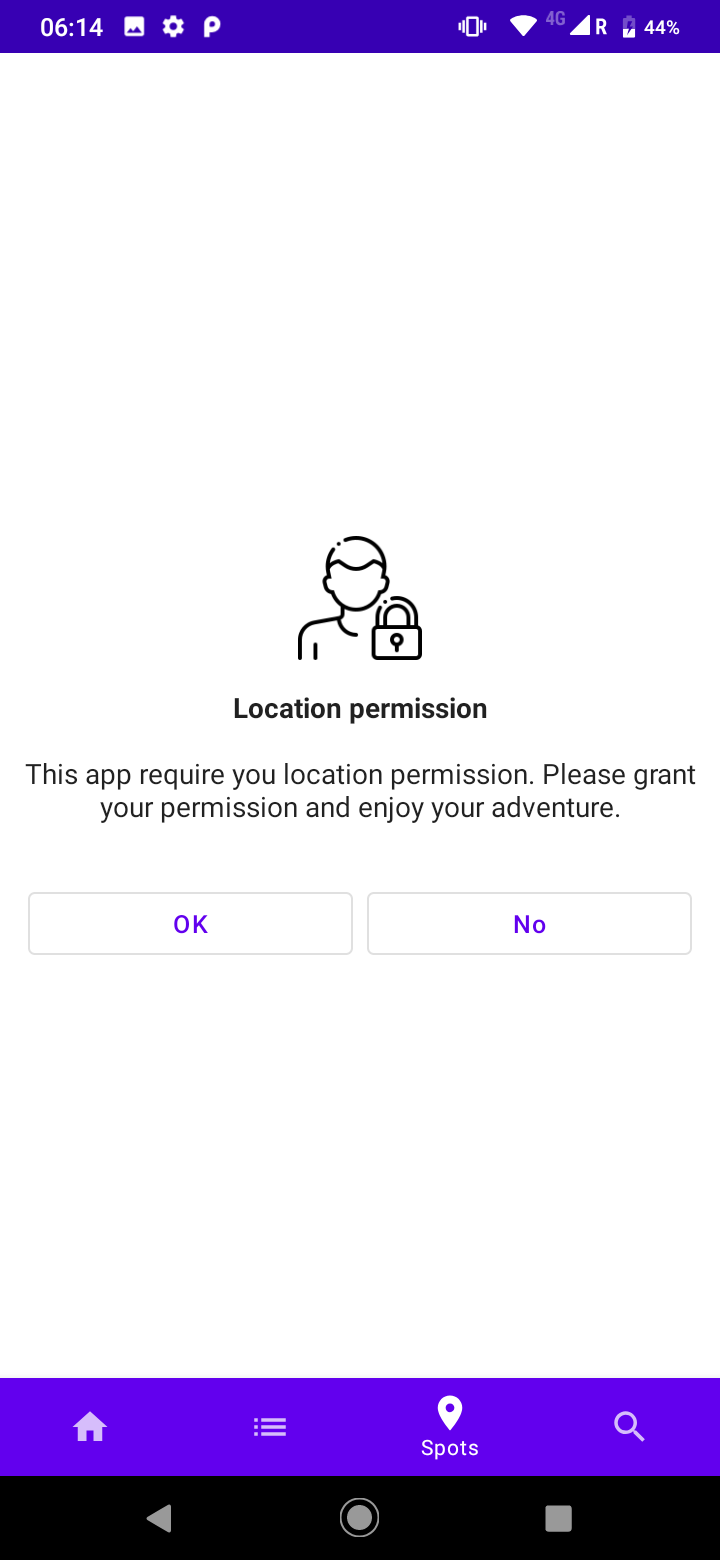 06:14 4G R 44%
Location permission
This app require you location permission. Please grant
your permission and enjoy your adventure.
OK No
Spots